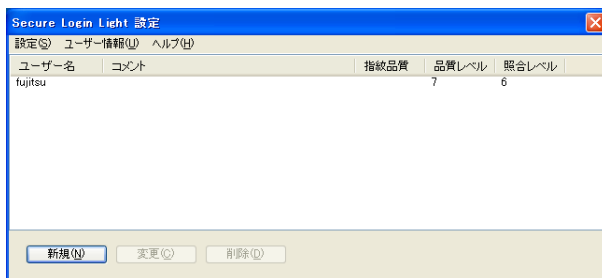 Secure Login Light 設定
設定(S) ユーザー情報(U) ヘルプ(H)
ユーザー名 コメント 指紋品質 品質レベル 照合レベル
fujitsu 7 6
新規(N) 変更(C) 削除(D)